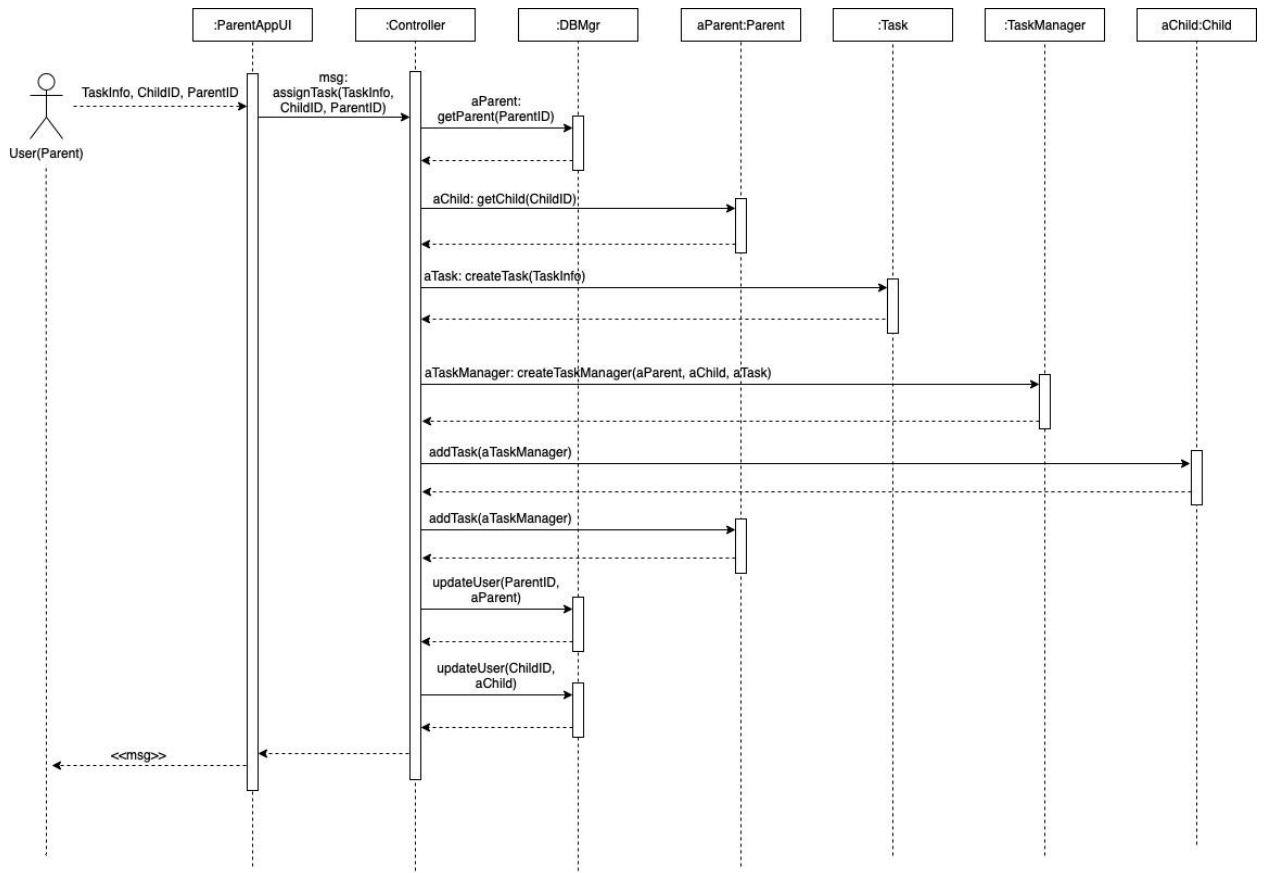 :ParentAppUI
:Controller
:DBMgr
aParent:Parent
:Task
:TaskManager
aChild:Child
TaskInfo, ChildID, ParentID
User(Parent)
msg:
assignTask(TaskInfo,
ChildID, ParentID)
aParent:
getParent(ParentID)
aChild: getChild(ChildID)
aTask: createTask(TaskInfo)
aTaskManager: createTaskManager(aParent, aChild, aTask)
addTask(aTaskManager)
addTask(aTaskManager)
updateUser(ParentID,
aParent)
updateUser(ChildID,
aChild)
<<msg>>